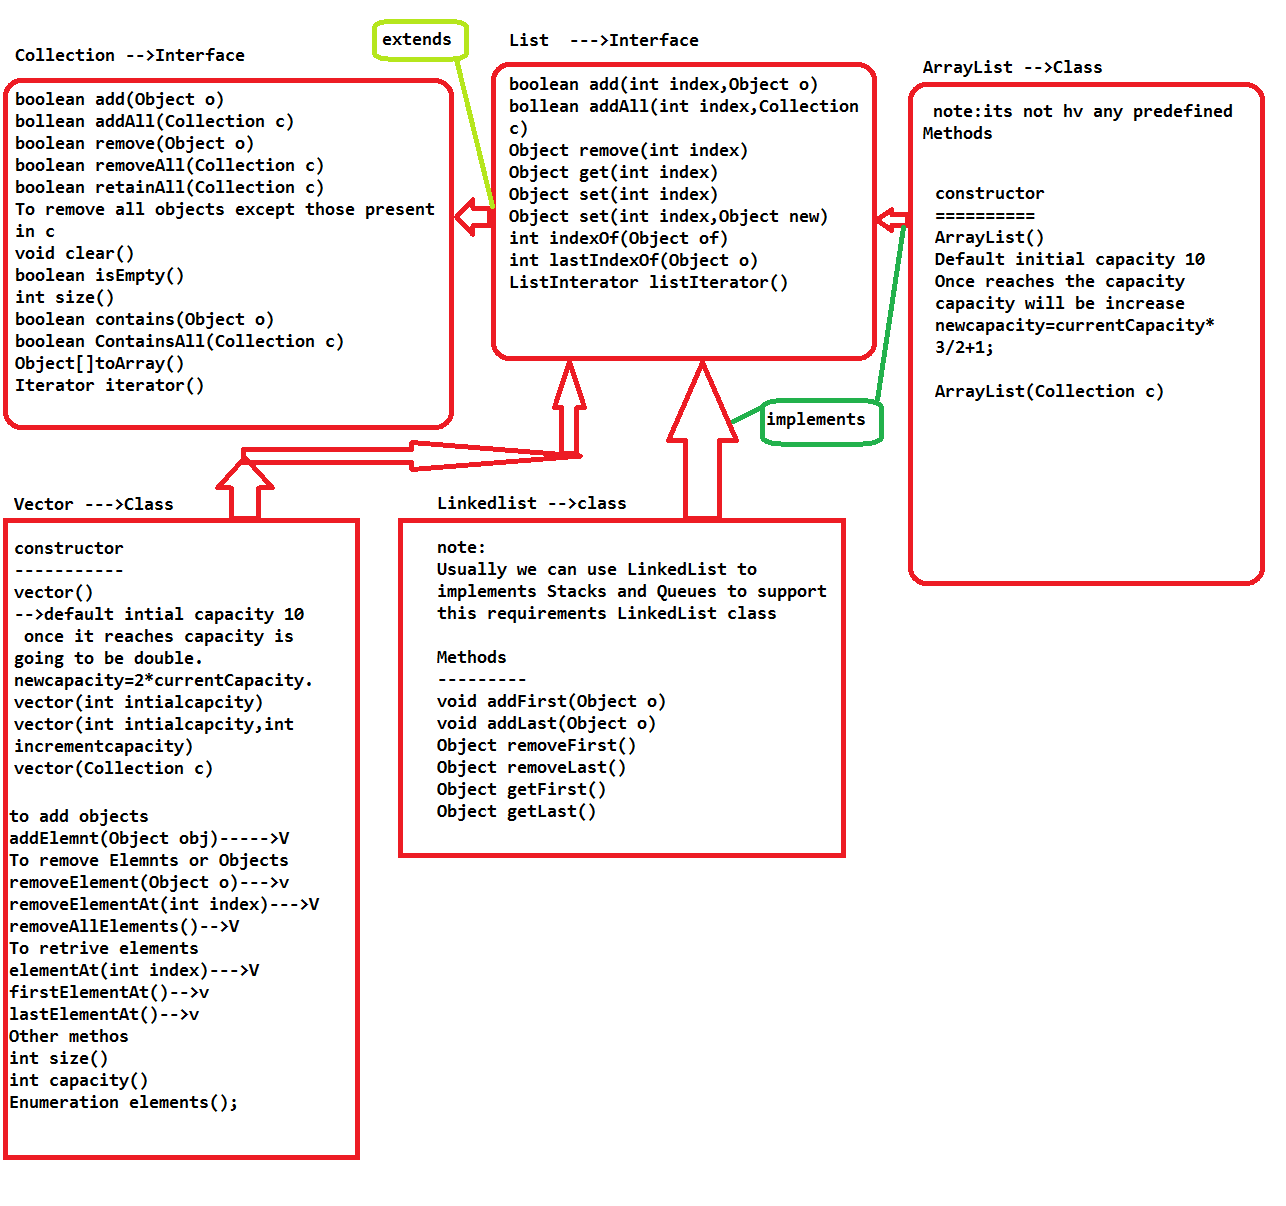 Collection -->Interface
boolean add(Object o)
bollean addAll(Collection c)
boolean remove(Object o)
boolean removeAll(Collection c)
boolean retainAll(Collection c)
To remove all objects except those present
in c
void clear()
boolean isEmpty()
int size()
boolean contains(Object o)
boolean ContainsAll(Collection c)
Object[]toArray()
Iterator iterator()
extends
List  --->Interface
boolean add(int index,Object o)
bollean addAll(int index,Collection
c)
Object remove(int index)
Object get(int index)
Object set(int index)
Object set(int index,Object new)
int indexOf(Object of)
int lastIndexOf(Object o)
ListInterator listIterator()
ArrayList -->Class
note:its not hv any predefined
Methods
constructor
==========
ArrayList()
Default initial capacity 10
Once reaches the capacity
capacity will be increase
newcapacity=currentCapacity*
3/2+1;
ArrayList(Collection c)
implements
Vector --->Class
constructor
-----------
vector()
-->default intial capacity 10
once it reaches capacity is
going to be double.
newcapacity=2*currentCapacity.
vector(int intialcapcity)
vector(int intialcapcity,int
incrementcapacity)
vector(Collection c)
to add objects
addElemnt(Object obj)----->V
To remove Elemnts or Objects
removeElement(Object o)--->v
removeElementAt(int index)--->V
removeAllElements()-->V
To retrive elements
elementAt(int index)--->V
firstElementAt()-->v
lastElementAt()-->v
Other methos
int size()
int capacity()
Enumeration elements();
Linkedlist -->class
note:
Usually we can use LinkedList to
implements Stacks and Queues to support
this requirements LinkedList class
Methods
---------
void addFirst(Object o)
void addLast(Object o)
Object removeFirst()
Object removeLast()
Object getFirst()
Object getLast()